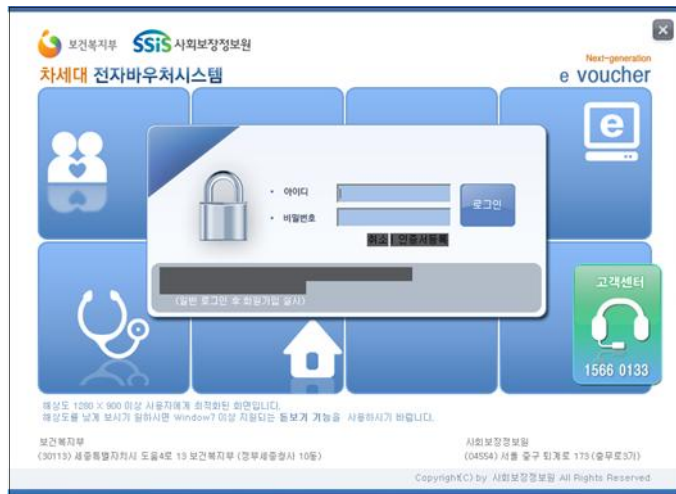 보건복지부 SSiS 사회보장정보원
차세대 전자바우처시스템
Next-generation
e voucher
e
아이디
비밀번호
로그인
취소 | 인증서등록
(일반 로그인 후 회원가입 실시)
고객센터
1566 0133
해상도 1280 X 900 이상 사용자에게 최적화된 화면입니다.
해상도를 낮게 보시기 원하시면 Window7 이상 지원되는 돋보기 기능을 사용하시기 바랍니다.
보건복지부
(30113) 세종특별자치시 도움4로 13 보건복지부 (정부세종청사 10동)
사회보장정보원
(04554) 서울 중구 퇴계로 173 (충무로3가)
Copyright(C) by 사회보장정보원 All Rights Reserved